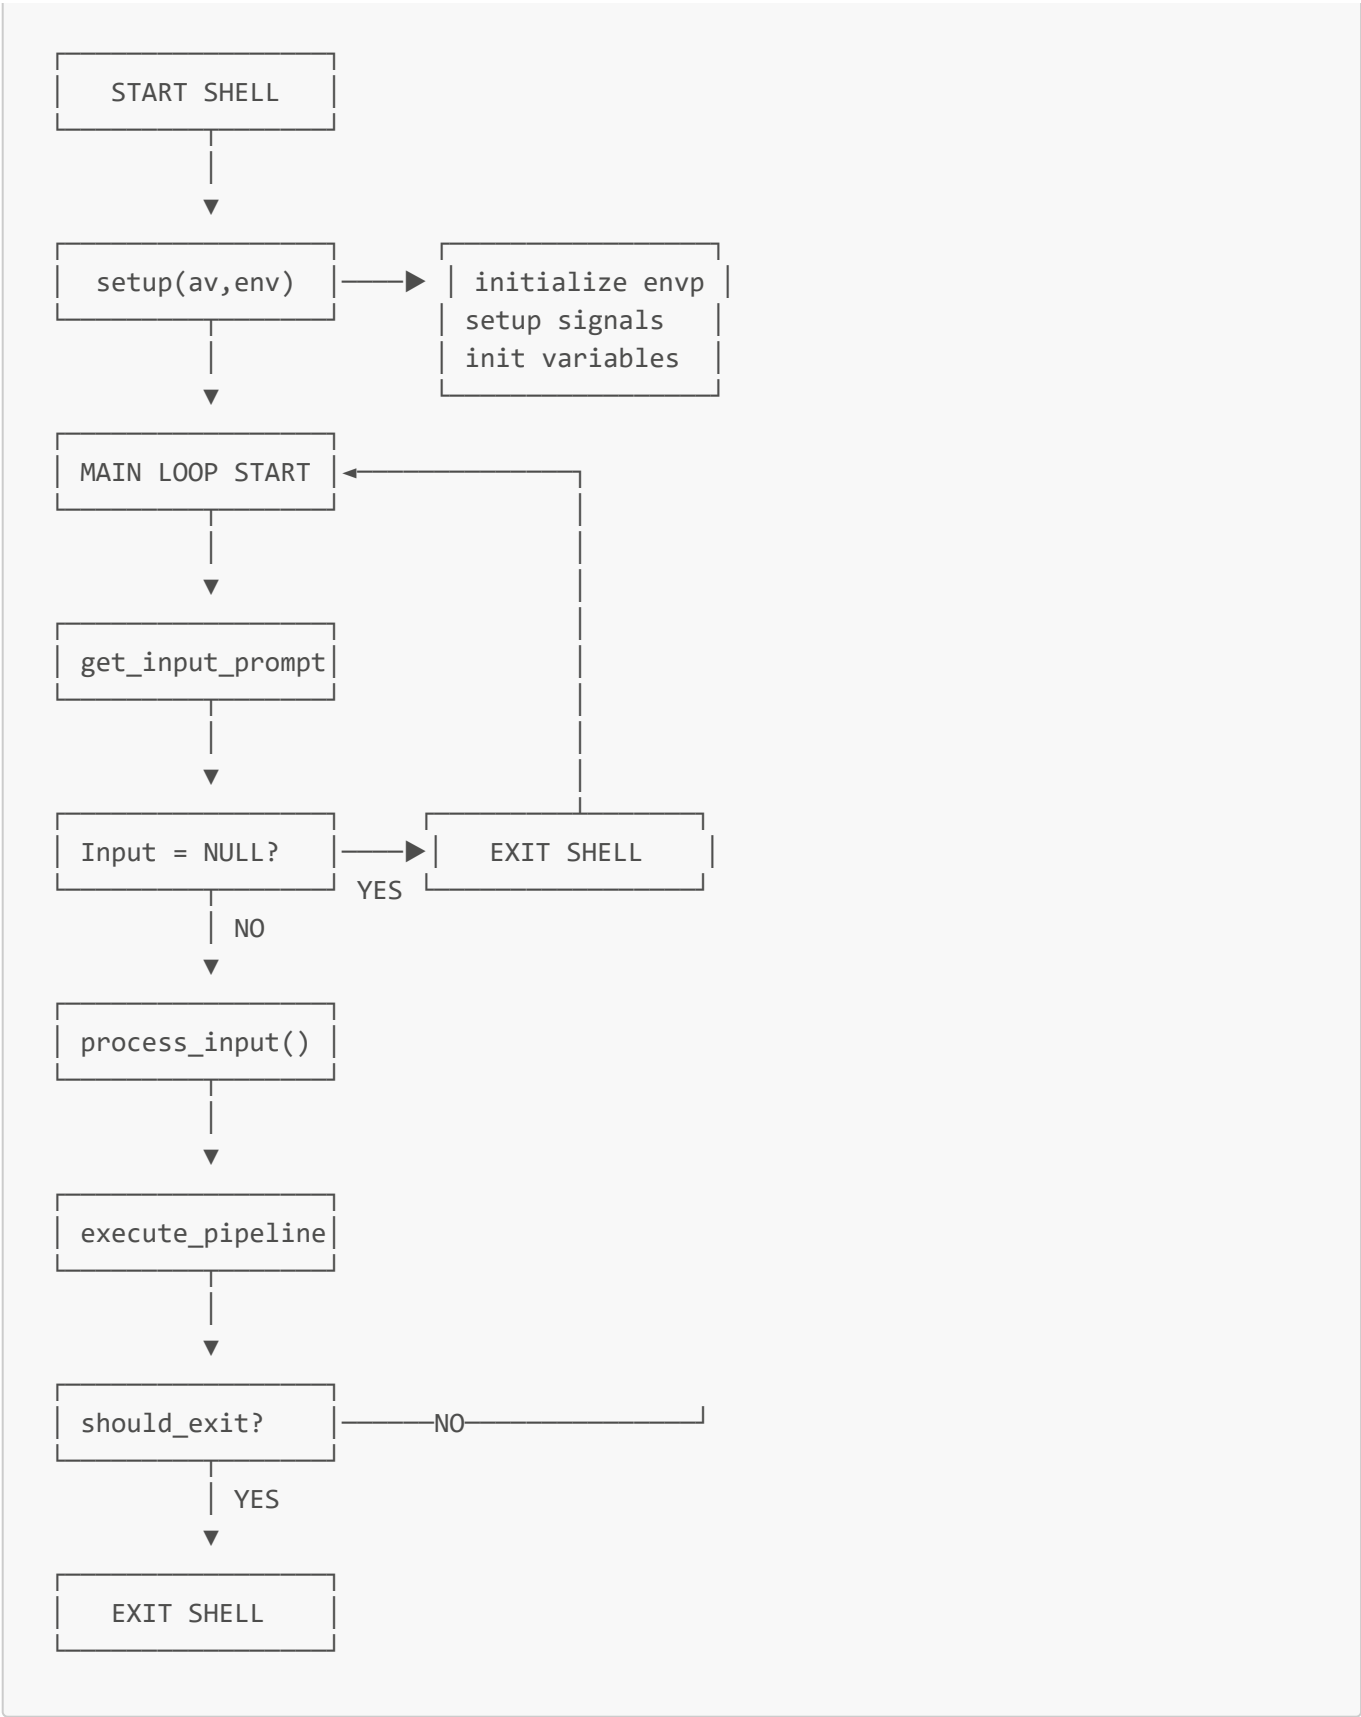 START SHELL
setup(av,env) initialize envp
setup signals
init variables
MAIN LOOP START
get_input_prompt
Input = NULL? EXIT SHELL
YES
NO
process_input()
execute_pipeline
should_exit? NO
YES
EXIT SHELL